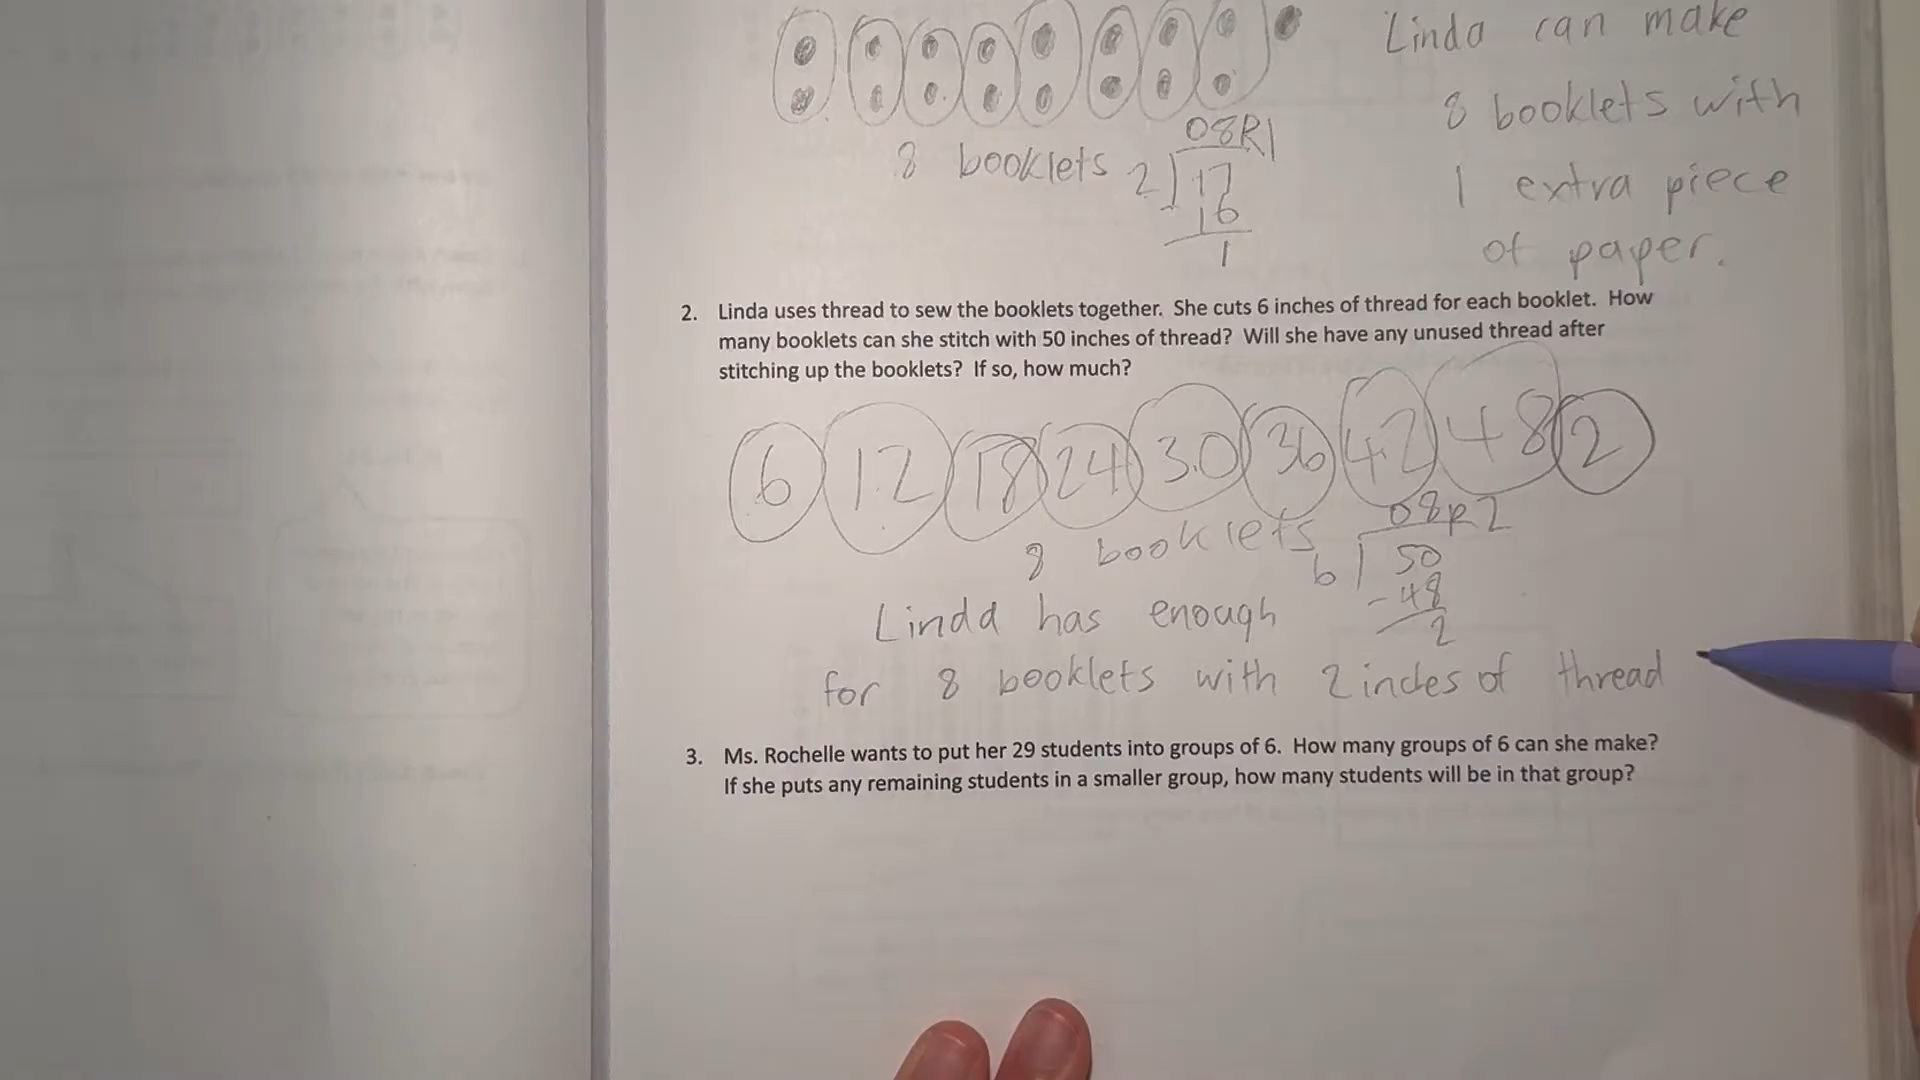 Linda can make
8 booklets with
08R1
8 booklets 2 17
1 extra piece
16
1
of paper.
2. Linda uses thread to sew the booklets together. She cuts 6 inches of thread for each booklet. How
many booklets can she stitch with 50 inches of thread? Will she have any unused thread after
stitching up the booklets? If so, how much?
6 12 18 24 30 36 42 48 2
08R2
8 booklets 6 50
-48
Linda has enough
2
for 8 booklets with 2 inches of thread
3. Ms. Rochelle wants to put her 29 students into groups of 6. How many groups of 6 can she make?
If she puts any remaining students in a smaller group, how many students will be in that group?